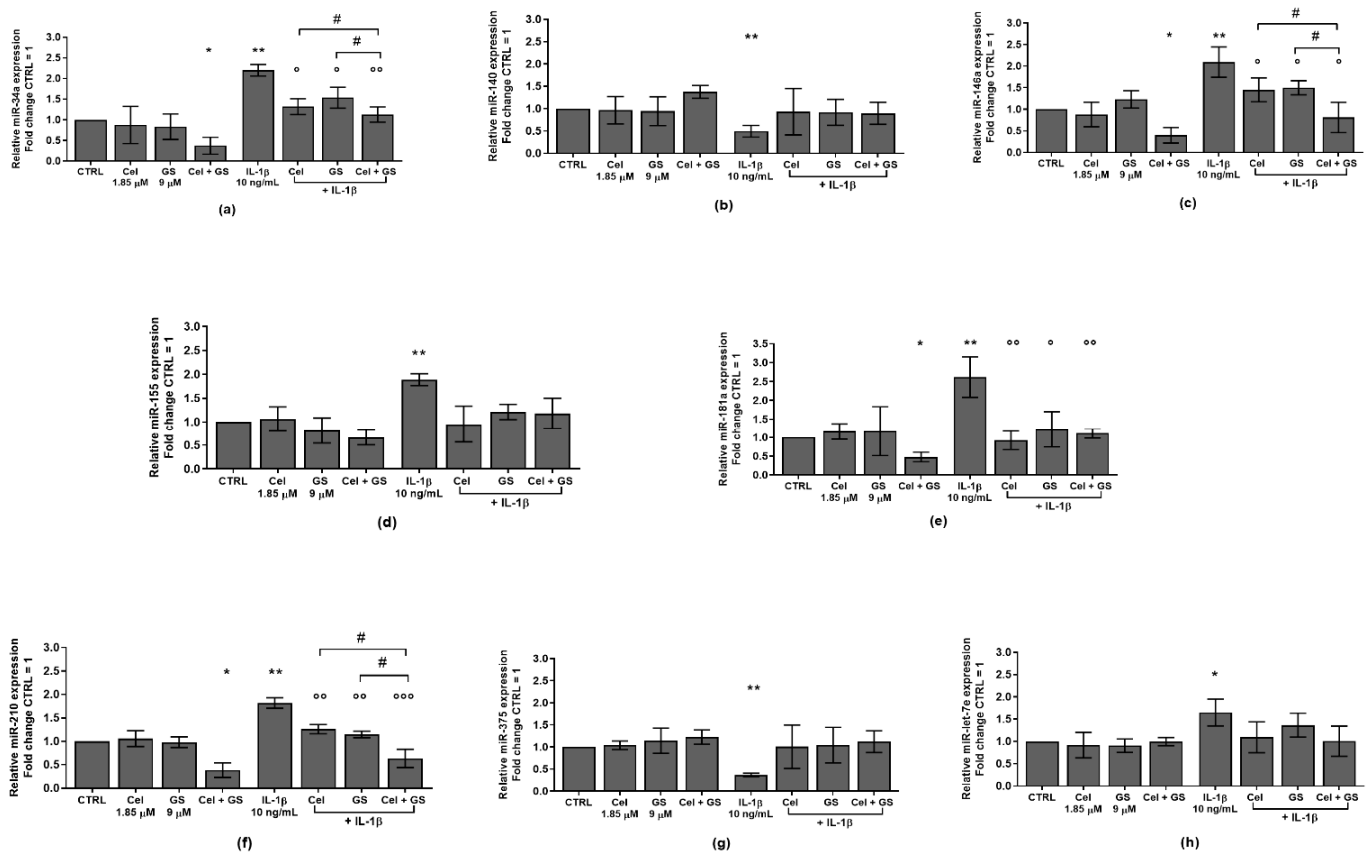 Relative miR-34a expression
Fold change CTRL = 1
3.0
2.5
2.0
1.5
1.0
0.5
0.0
* ** ° ° °° # #
CTRL Cel GS Cel + GS IL-1β Cel GS Cel + GS
1.85 μM 9 μM 10 ng/mL
+ IL-1β
(a)
Relative miR-140 expression
Fold change CTRL = 1
3.0
2.5
2.0
1.5
1.0
0.5
0.0
**
CTRL Cel GS Cel + GS IL-1β Cel GS Cel + GS
1.85 μM 9 μM 10 ng/mL
+ IL-1β
(b)
Relative miR-146a expression
Fold change CTRL = 1
3.0
2.5
2.0
1.5
1.0
0.5
0.0
* ** ° ° ° # #
CTRL Cel GS Cel + GS IL-1β Cel GS Cel + GS
1.85 μM 9 μM 10 ng/mL
+ IL-1β
(c)
Relative miR-155 expression
Fold change CTRL = 1
3.0
2.5
2.0
1.5
1.0
0.5
0.0
**
CTRL Cel GS Cel + GS IL-1β Cel GS Cel + GS
1.85 μM 9 μM 10 ng/mL
+ IL-1β
(d)
Relative miR-181a expression
Fold change CTRL = 1
3.5
3.0
2.5
2.0
1.5
1.0
0.5
0.0
* ** °° ° °°
CTRL Cel GS Cel + GS IL-1β Cel GS Cel + GS
1.85 μM 9 μM 10 ng/mL
+ IL-1β
(e)
Relative miR-210 expression
Fold change CTRL = 1
3.0
2.5
2.0
1.5
1.0
0.5
0.0
* ** °° °° °°° # #
CTRL Cel GS Cel + GS IL-1β Cel GS Cel + GS
1.85 μM 9 μM 10 ng/mL
+ IL-1β
(f)
Relative miR-375 expression
Fold change CTRL = 1
3.0
2.5
2.0
1.5
1.0
0.5
0.0
**
CTRL Cel GS Cel + GS IL-1β Cel GS Cel + GS
1.85 μM 9 μM 10 ng/mL
+ IL-1β
(g)
Relative miR-let-7e expression
Fold change CTRL = 1
3.0
2.5
2.0
1.5
1.0
0.5
0.0
*
CTRL Cel GS Cel + GS IL-1β Cel GS Cel + GS
1.85 μM 9 μM 10 ng/mL
+ IL-1β
(h)